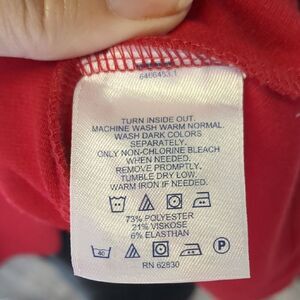 TURN INSIDE OUT.
MACHINE WASH WARM NORMAL
WASH DARK COLORS
SEPARATELY.
ONLY NON-CHLORINE BLEACH
WHEN NEEDED.
REMOVE PROMPTLY.
TUMBLE DRY LOW.
WARM IRON IF NEEDED.
73% POLYESTER
21% VISKOSE
6% ELASTHAN
40 P
RN 62830